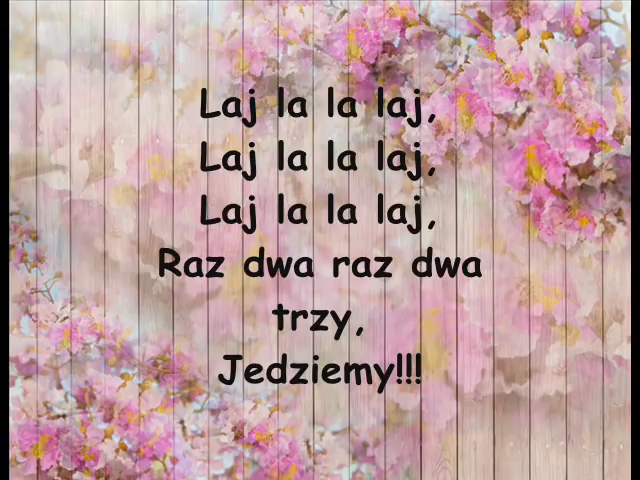 Laj la la laj,
Laj la la laj,
Laj la la laj,
Raz dwa raz dwa
trzy,
Jedziemy!!!